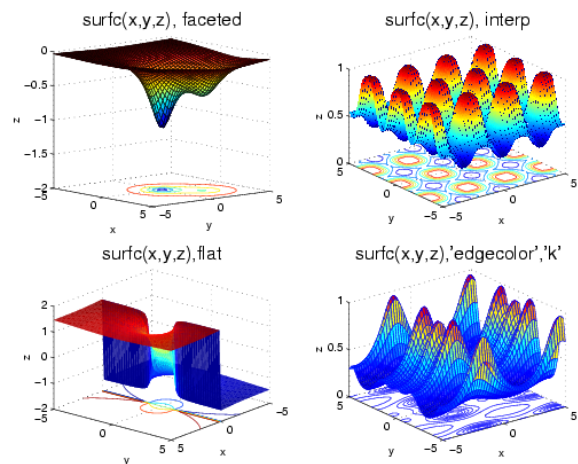 surfc(x,y,z), faceted
0
−0.5
−1
−1.5
−2
−5
0
5
−5
0
5
z
x
y
surfc(x,y,z), interp
1
0.5
0
5
0
−5
−5
0
5
z
y
x
surfc(x,y,z),flat
2
1
0
−1
−2
−5
0
5
5
0
−5
z
y
x
surfc(x,y,z),'edgecolor','k'
1
0.5
0
5
0
−5
−5
0
5
z
y
x